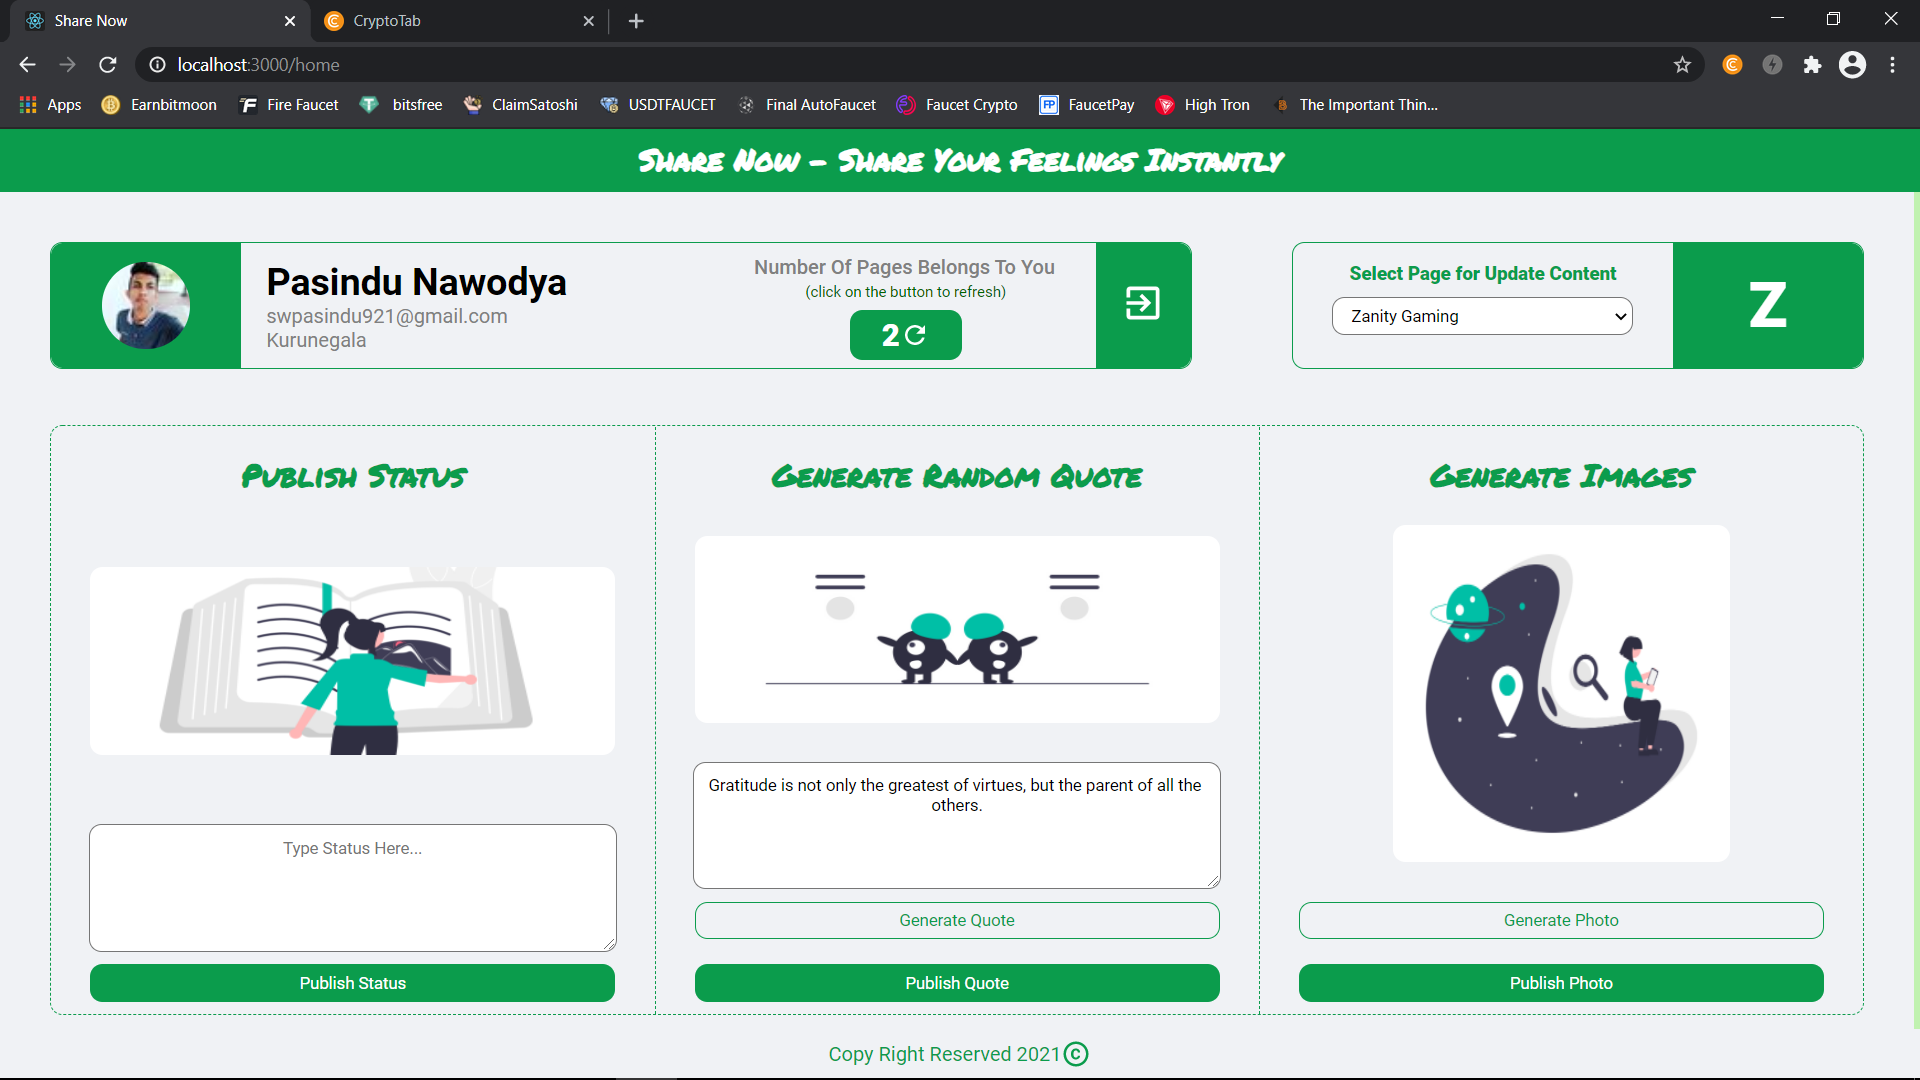 Share Now
CryptoTab
localhost:3000/home
Apps
Earnbitmoon
Fire Faucet
bitsfree
ClaimSatoshi
USDTFAUCET
Final AutoFaucet
Faucet Crypto
FP
FaucetPay
High Tron
The Important Thin...
Share Now - Share Your Feelings Instantly
Pasindu Nawodya
swpasindu921@gmail.com
Kurunegala
Number Of Pages Belongs To You
(click on the button to refresh)
2
Select Page for Update Content
Zanity Gaming
Z
Publish Status
Type Status Here...
Publish Status
Generate Random Quote
Gratitude is not only the greatest of virtues, but the parent of all the
others.
Generate Quote
Publish Quote
Generate Images
Generate Photo
Publish Photo
Copy Right Reserved 2021©